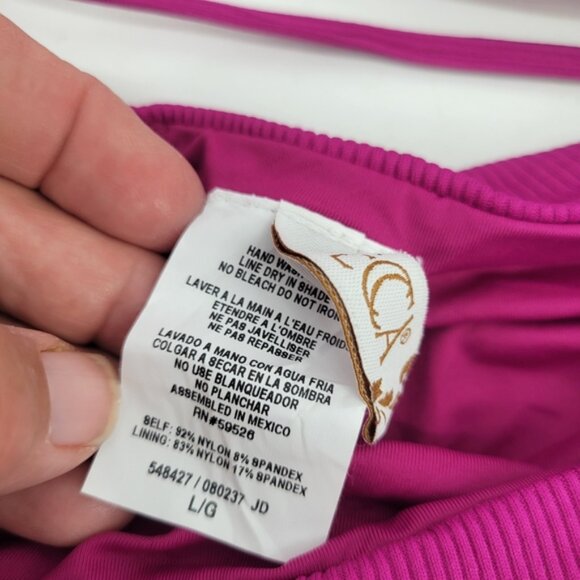 HAND WASH
LINE DRY IN SHADE
NO BLEACH DO NOT IRON
LAVER A LA MAIN A L'EAU FROIDE
ETENDRE A L'OMBRE
NE PAS JAVELLISER
NE PAS REPASSER
LAVADO A MANO CON AGUA FRIA
COLGAR A SECAR EN LA SOMBRA
NO USE BLANQUEADOR
NO PLANCHAR
ASSEMBLED IN MEXICO
RN#59526
SELF: 92% NYLON 8% SPANDEX
LINING: 83% NYLON 17% SPANDEX
548427 / 080237 JD
L/G
CCA®